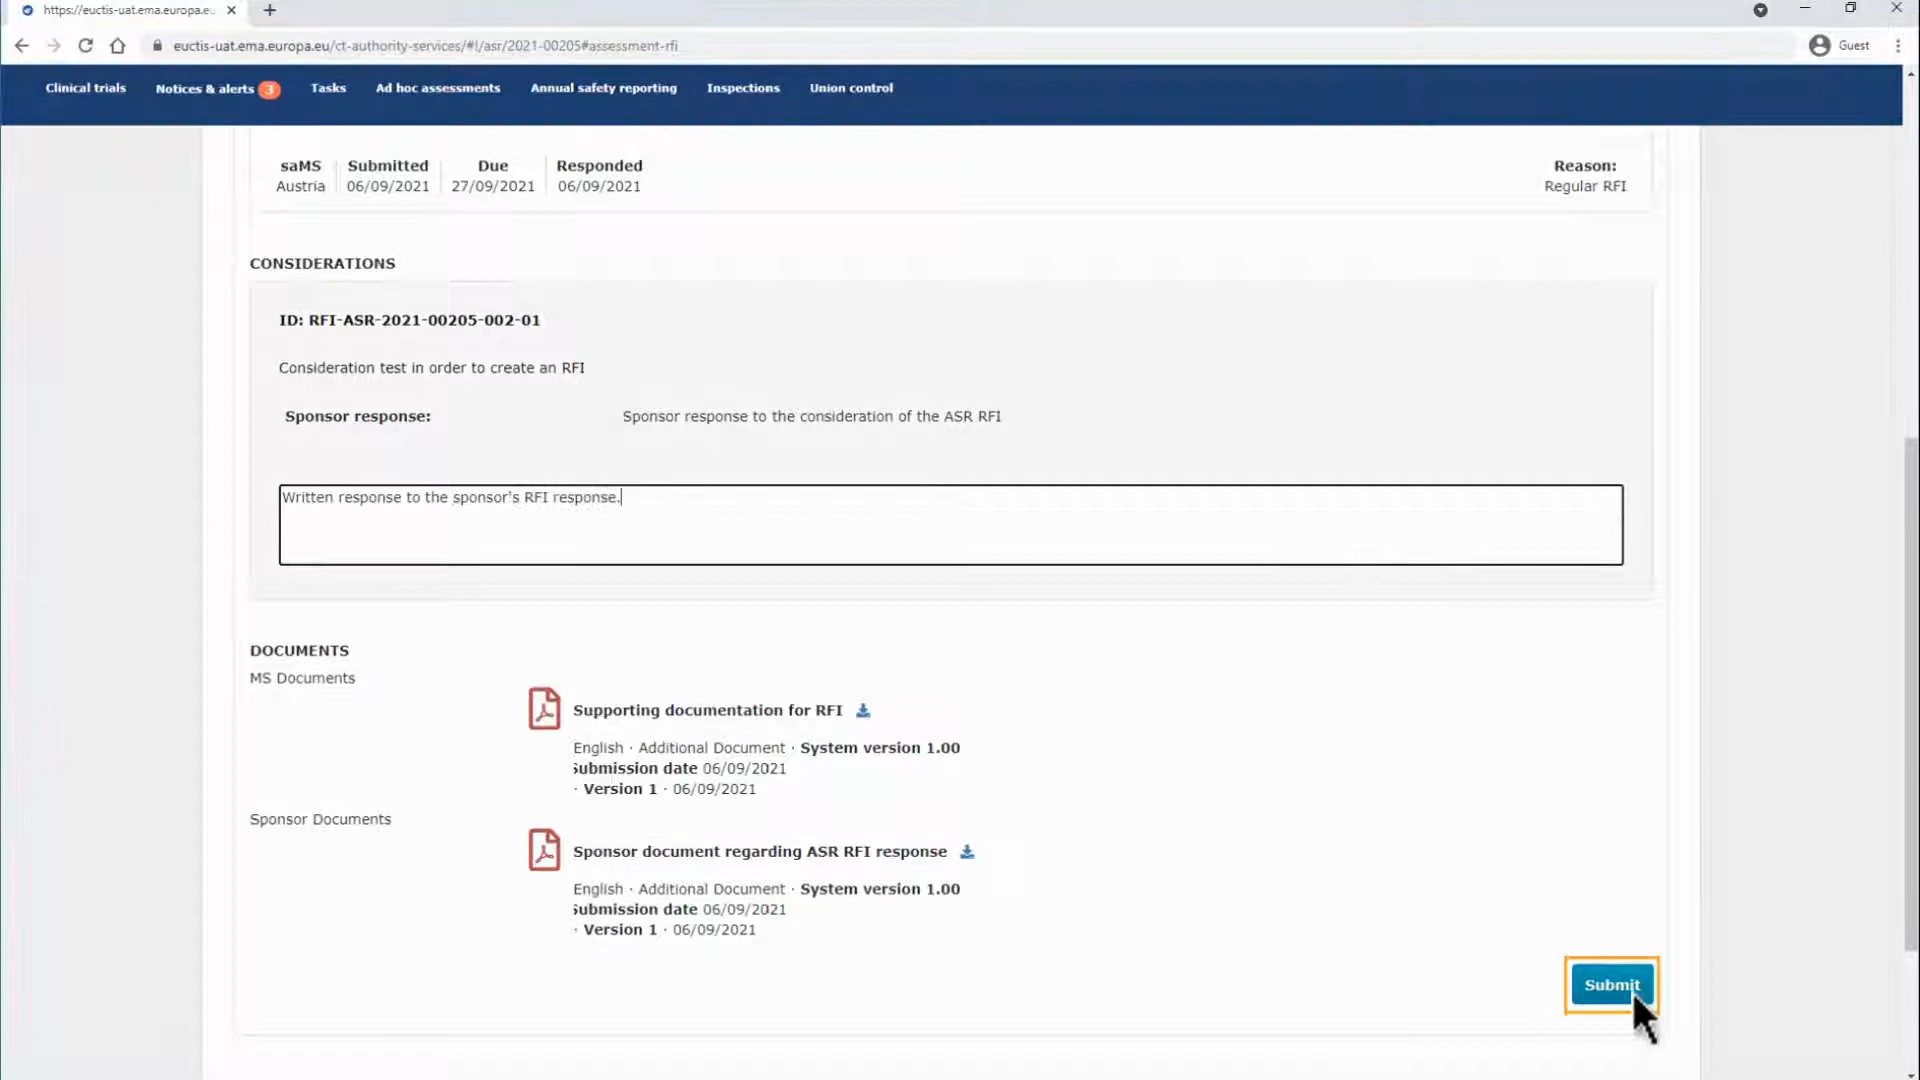 https://euctis-uat.ema.europa.eu
euctis-uat.ema.europa.eu/ct-authority-services/#!/asr/2021-00205#assessment-rfi
Guest
Clinical trials
Notices & alerts 3
Tasks
Ad hoc assessments
Annual safety reporting
Inspections
Union control
saMS Submitted Due Responded Reason:
Austria 06/09/2021 27/09/2021 06/09/2021 Regular RFI
CONSIDERATIONS
ID: RFI-ASR-2021-00205-002-01
Consideration test in order to create an RFI
Sponsor response: Sponsor response to the consideration of the ASR RFI
Written response to the sponsor's RFI response.
DOCUMENTS
MS Documents
Supporting documentation for RFI
English · Additional Document · System version 1.00
Submission date 06/09/2021
· Version 1 · 06/09/2021
Sponsor Documents
Sponsor document regarding ASR RFI response
English · Additional Document · System version 1.00
Submission date 06/09/2021
· Version 1 · 06/09/2021
Submit